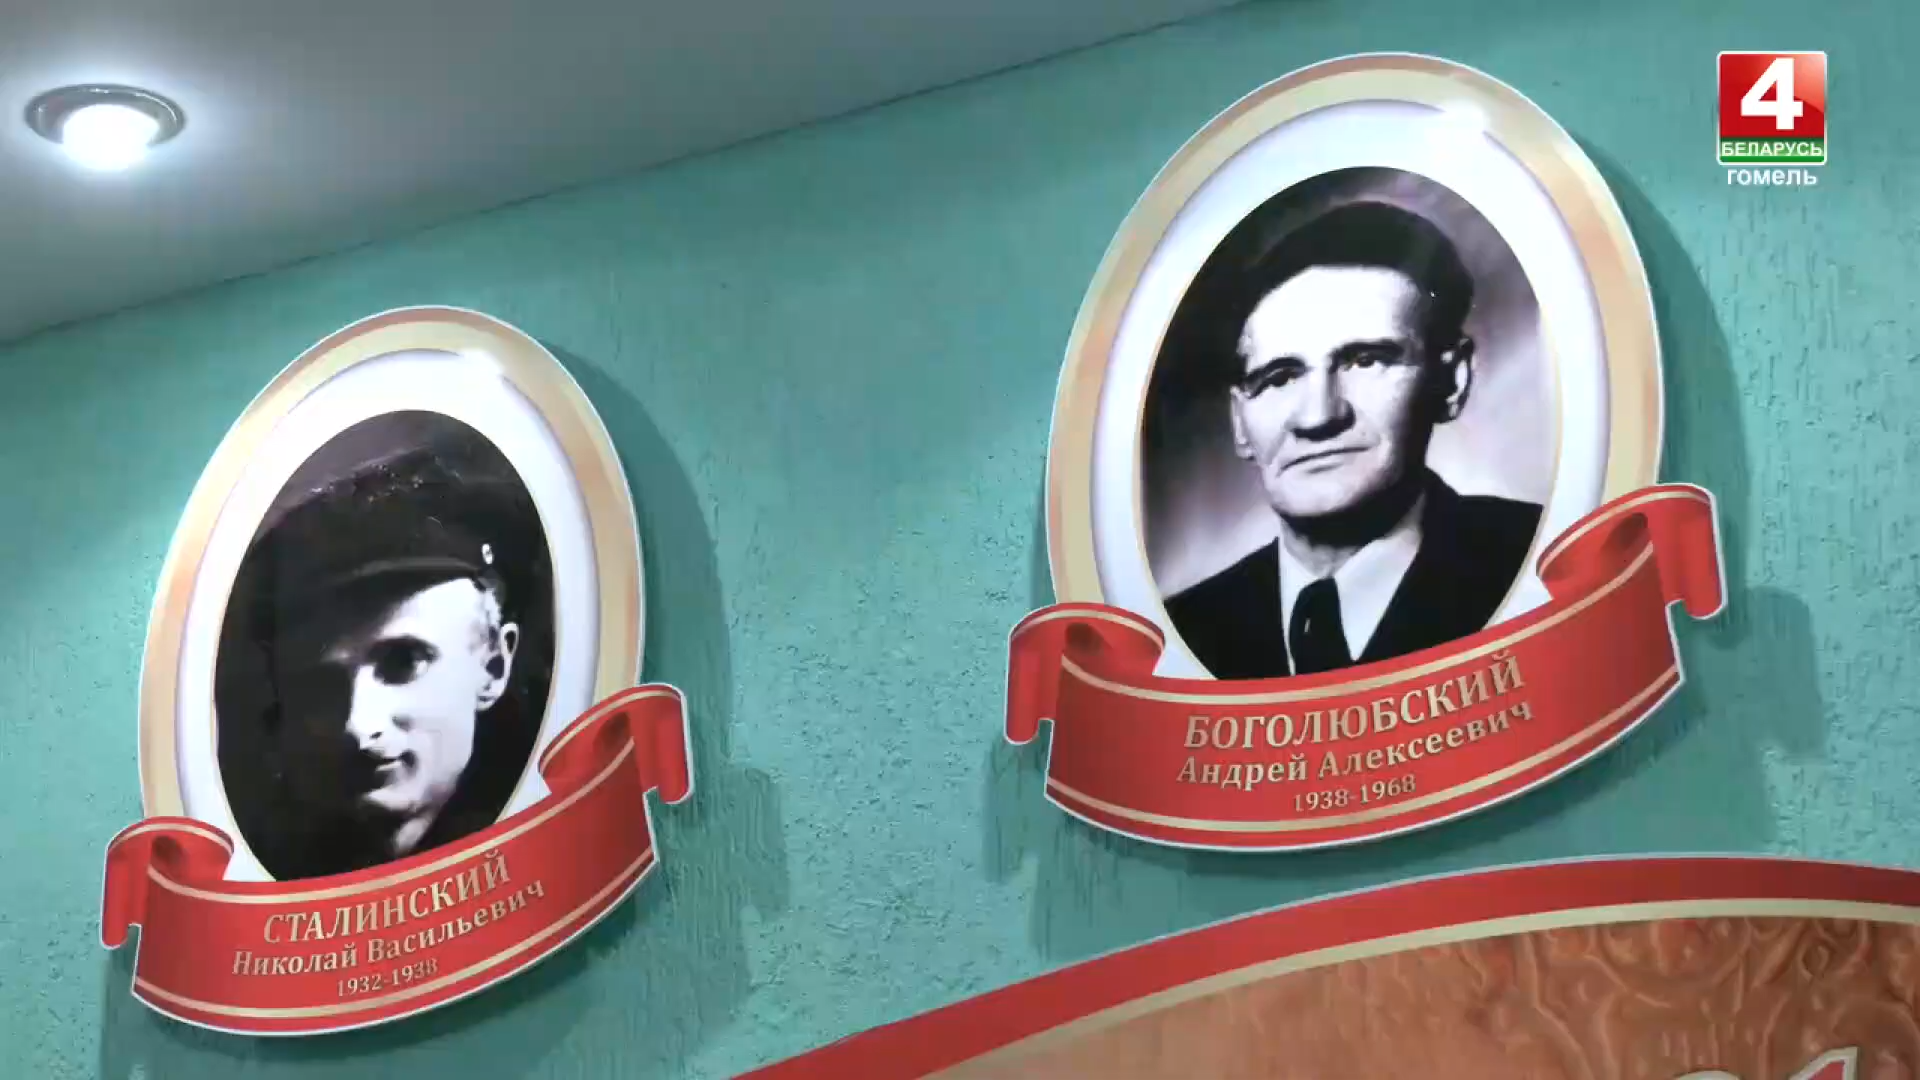 4
БЕЛАРУСЬ
гомель
СТАЛИНСКИЙ
Николай Васильевич
1932-1938
БОГОЛЮБСКИЙ
Андрей Алексеевич
1938-1968